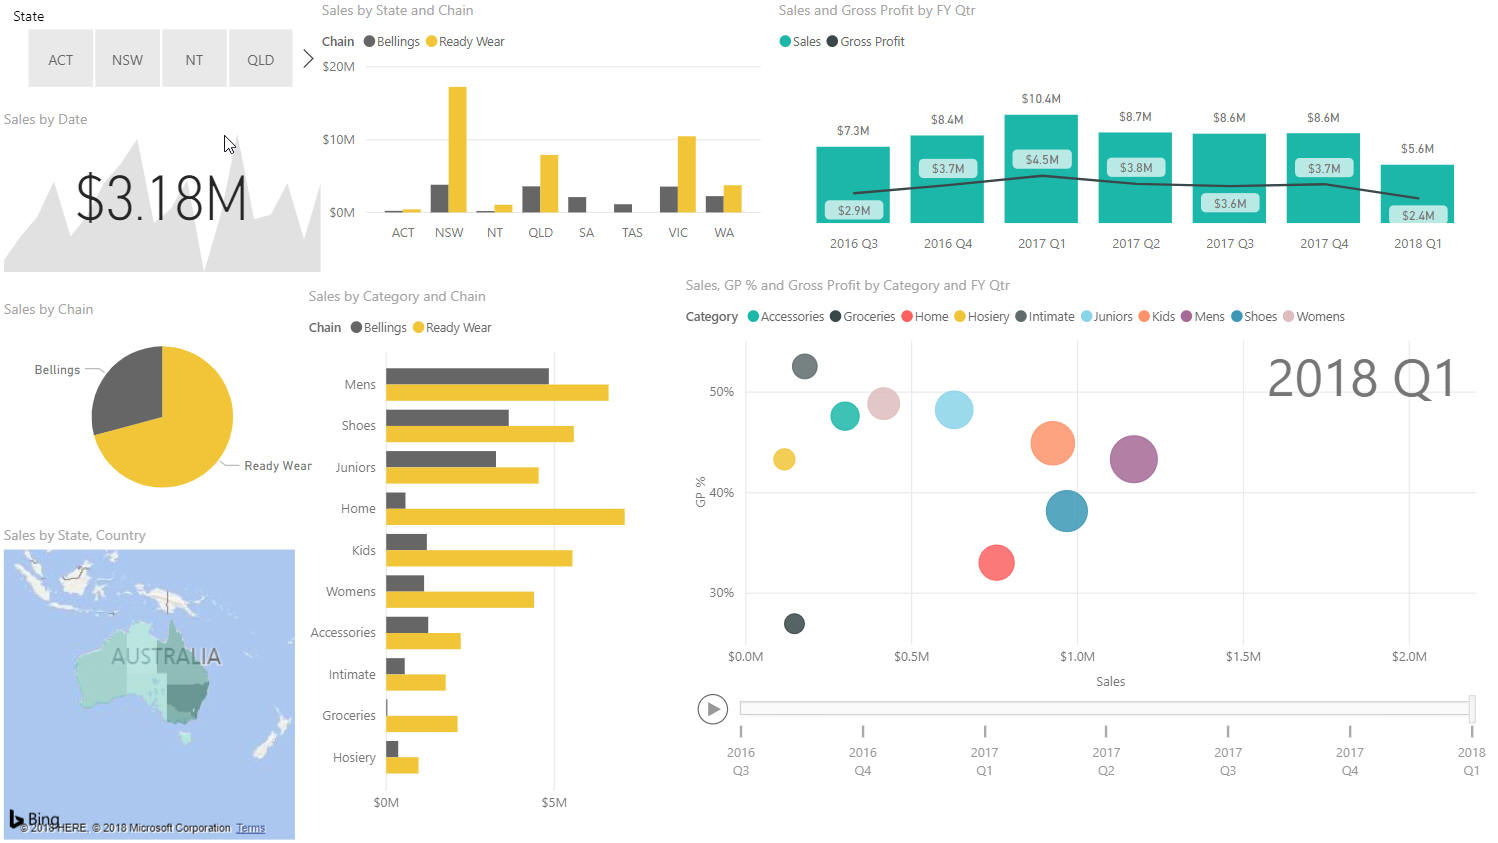 State
ACT NSW NT QLD
Sales by Date
$3.18M
Sales by State and Chain
Chain Bellings Ready Wear
$20M
$10M
$0M
ACT NSW NT QLD SA TAS VIC WA
Sales and Gross Profit by FY Qtr
Sales Gross Profit
$7.3M $8.4M $10.4M $8.7M $8.6M $8.6M $5.6M
$2.9M $3.7M $4.5M $3.8M $3.6M $3.7M $2.4M
2016 Q3 2016 Q4 2017 Q1 2017 Q2 2017 Q3 2017 Q4 2018 Q1
Sales by Chain
Bellings
Ready Wear
Sales by State, Country
AUSTRALIA
Bing
© 2018 HERE, © 2018 Microsoft Corporation Terms
Sales by Category and Chain
Chain Bellings Ready Wear
Mens
Shoes
Juniors
Home
Kids
Womens
Accessories
Intimate
Groceries
Hosiery
$0M $5M
Sales, GP % and Gross Profit by Category and FY Qtr
Category Accessories Groceries Home Hosiery Intimate Juniors Kids Mens Shoes Womens
2018 Q1
50%
40%
30%
GP %
$0.0M $0.5M $1.0M $1.5M $2.0M
Sales
2016 2016 2017 2017 2017 2017 2018
Q3 Q4 Q1 Q2 Q3 Q4 Q1